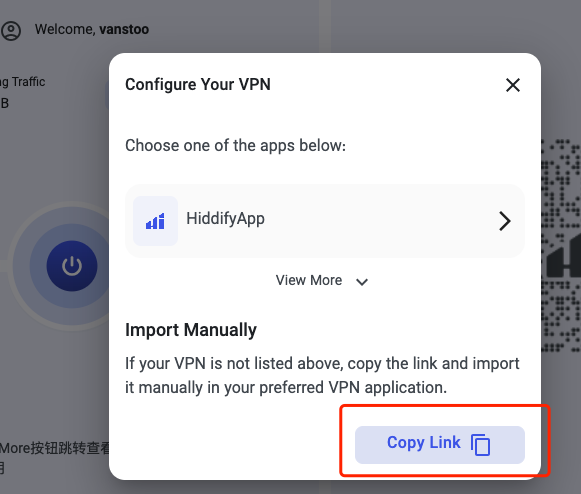 Welcome, vanstoo
ng Traffic
B
Configure Your VPN
Choose one of the apps below:
HiddifyApp
View More
Import Manually
If your VPN is not listed above, copy the link and import
it manually in your preferred VPN application.
Copy Link
More按钮跳转查看
明